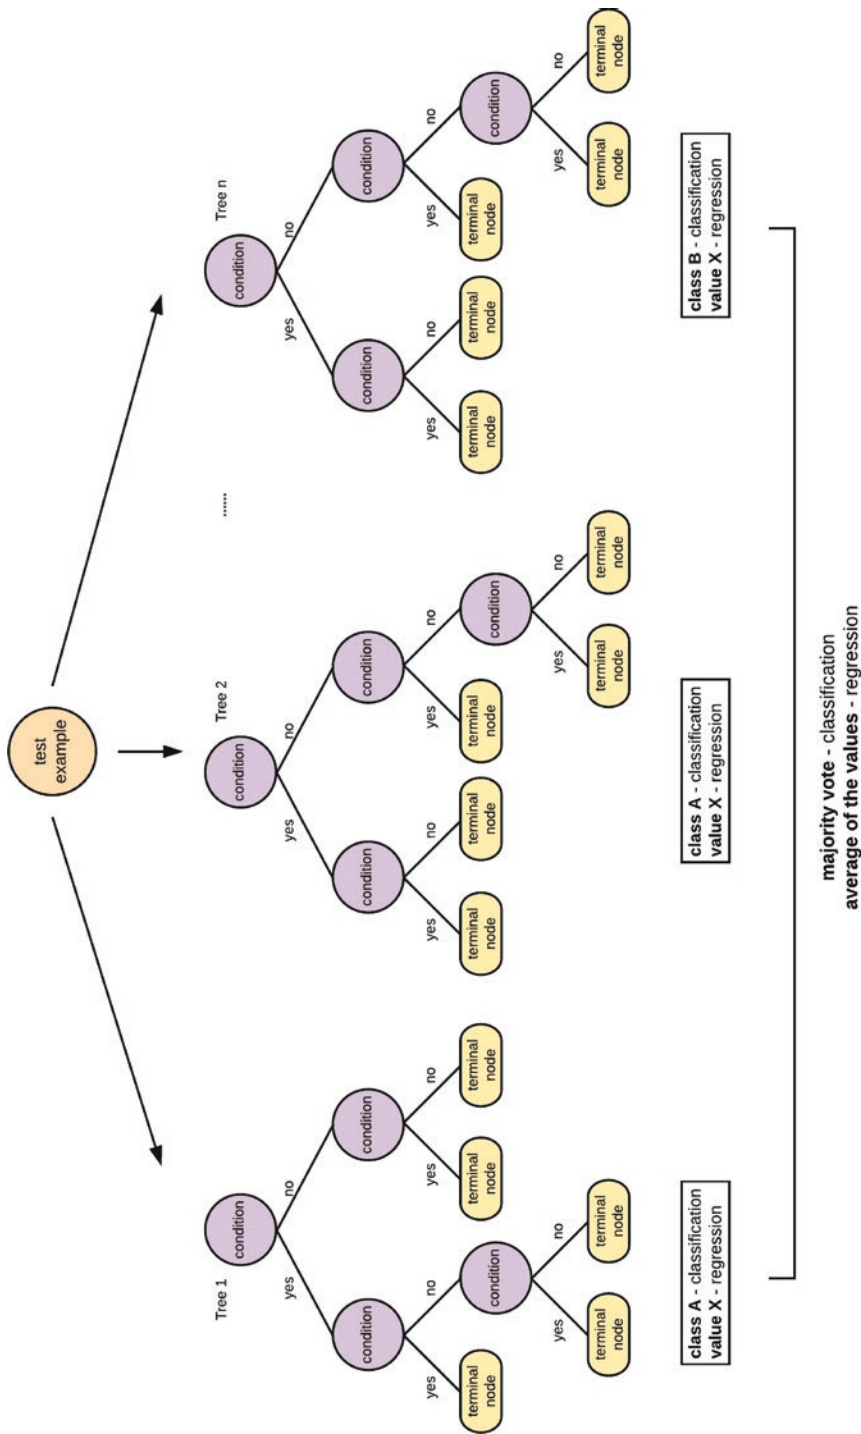 test
example
Tree 1
condition
yes
no
condition
condition
yes
no
yes
no
terminal
node
condition
terminal
node
terminal
node
yes
no
terminal
node
terminal
node
class A - classification
value X - regression
Tree 2
condition
yes
no
condition
condition
yes
no
yes
no
terminal
node
terminal
node
terminal
node
condition
yes
no
terminal
node
terminal
node
class A - classification
value X - regression
......
Tree n
condition
yes
no
condition
condition
yes
no
yes
no
terminal
node
terminal
node
terminal
node
condition
yes
no
terminal
node
terminal
node
class B - classification
value X - regression
majority vote - classification
average of the values - regression